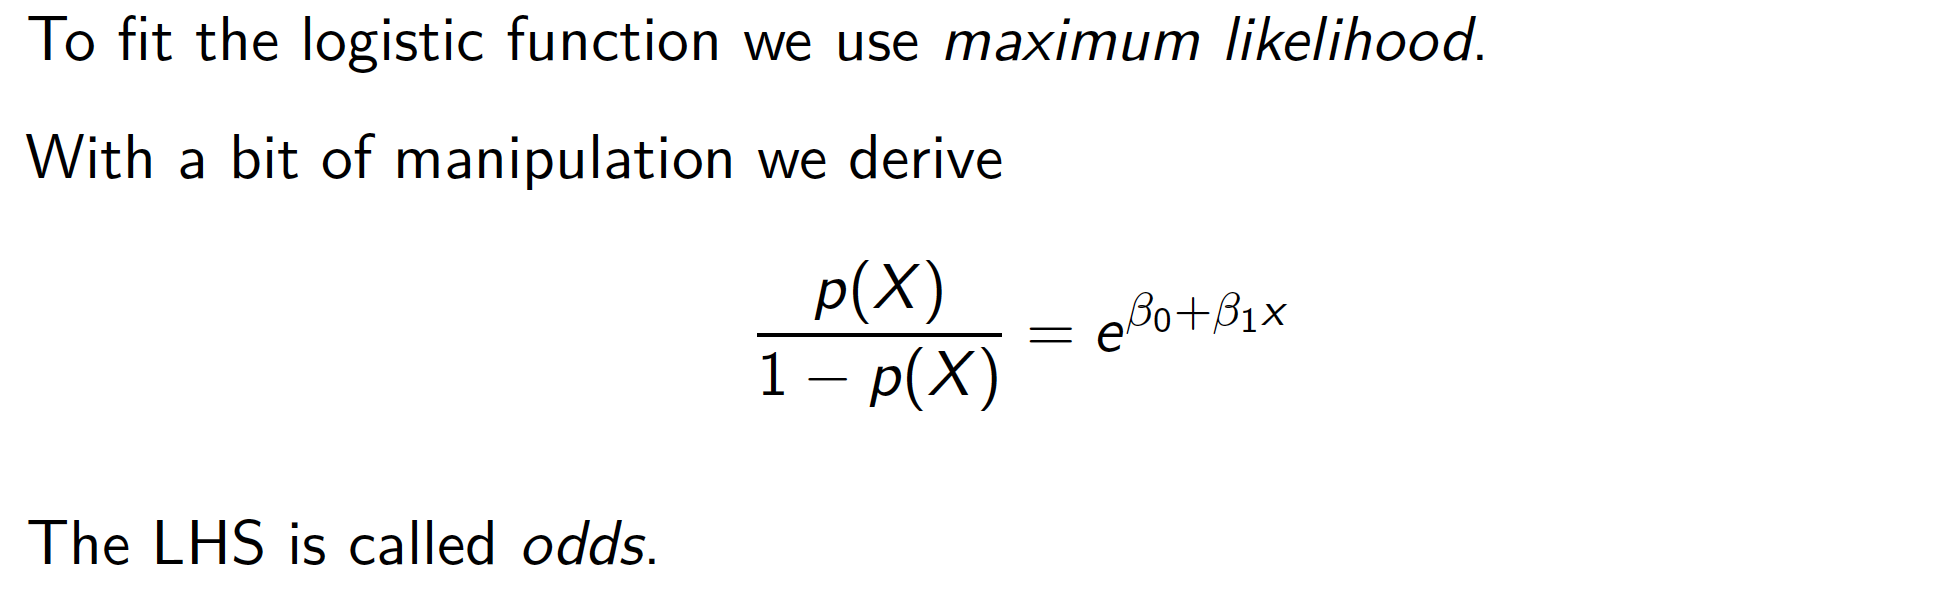 To fit the logistic function we use maximum likelihood.
With a bit of manipulation we derive
p(X)
1 − p(X)
= e^{β₀+β₁x}
The LHS is called odds.